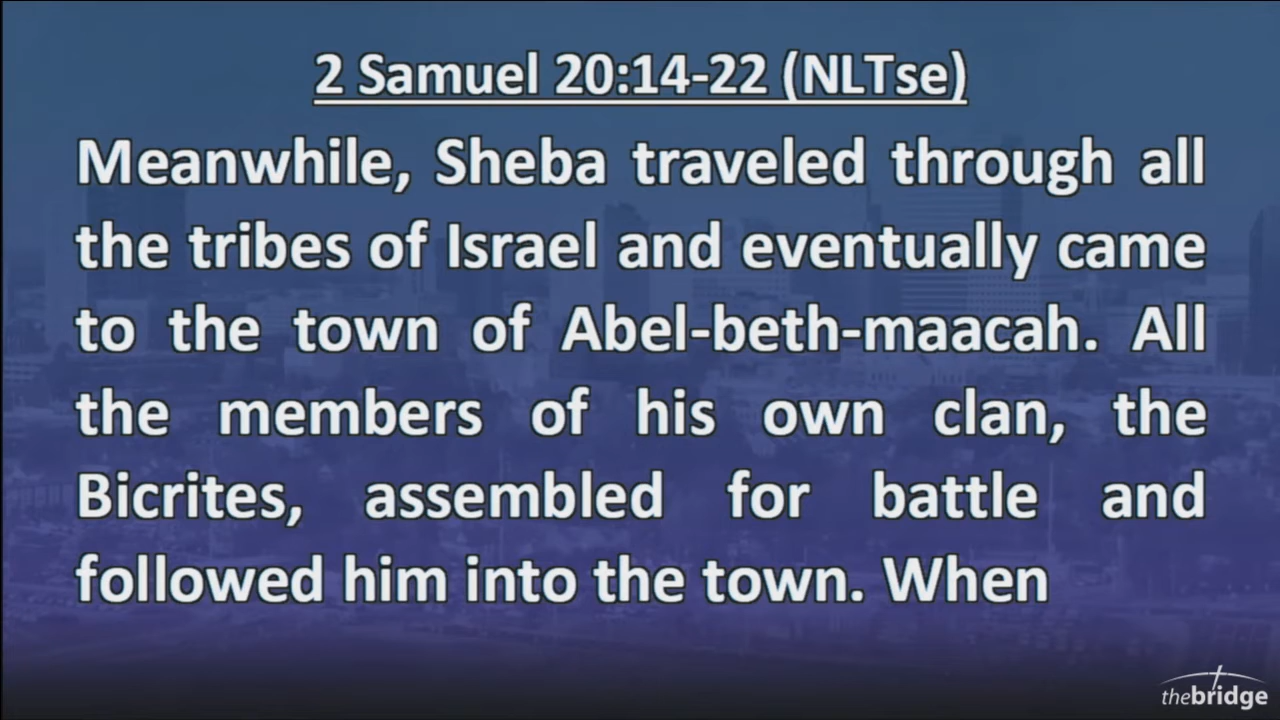 2 Samuel 20:14-22 (NLTse)
Meanwhile, Sheba traveled through all
the tribes of Israel and eventually came
to the town of Abel-beth-maacah. All
the members of his own clan, the
Bicrites, assembled for battle and
followed him into the town. When
thebridge